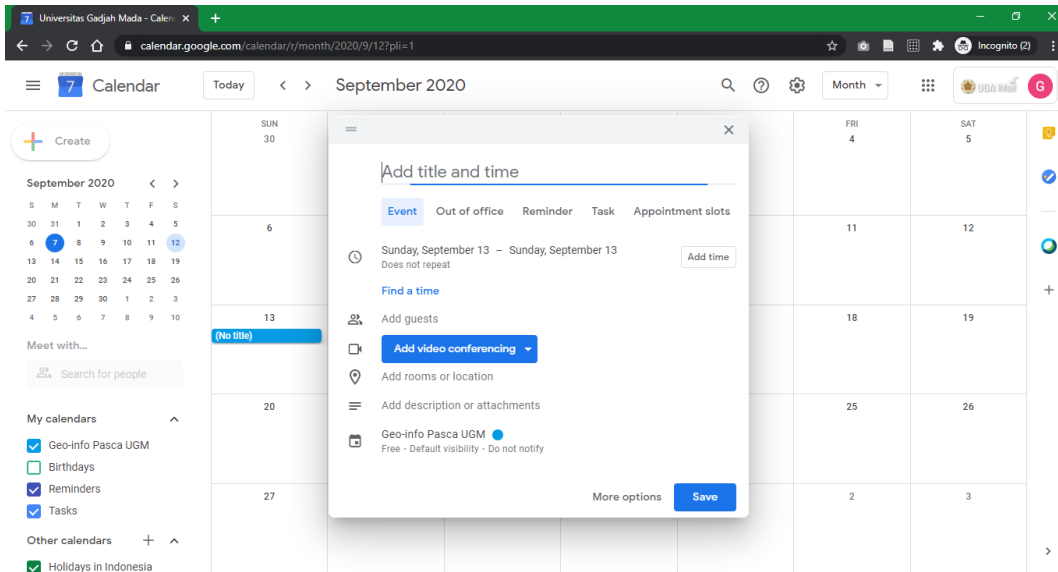 Universitas Gadjah Mada - Calen
calendar.google.com/calendar/r/month/2020/9/12?pli=1
Incognito (2)
7
Calendar
Today
September 2020
Month
UGM Mail
G
Create
September 2020
S M T W T F S
30 31 1 2 3 4 5
6 7 8 9 10 11 12
13 14 15 16 17 18 19
20 21 22 23 24 25 26
27 28 29 30 1 2 3
4 5 6 7 8 9 10
Meet with...
Search for people
My calendars
Geo-info Pasca UGM
Birthdays
Reminders
Tasks
Other calendars
Holidays in Indonesia
SUN
30
FRI
4
SAT
5
6
11
12
13
(No title)
18
19
20
25
26
27
2
3
Add title and time
Event Out of office Reminder Task Appointment slots
Sunday, September 13 – Sunday, September 13
Does not repeat
Add time
Find a time
Add guests
Add video conferencing
Add rooms or location
Add description or attachments
Geo-info Pasca UGM
Free · Default visibility · Do not notify
More options
Save